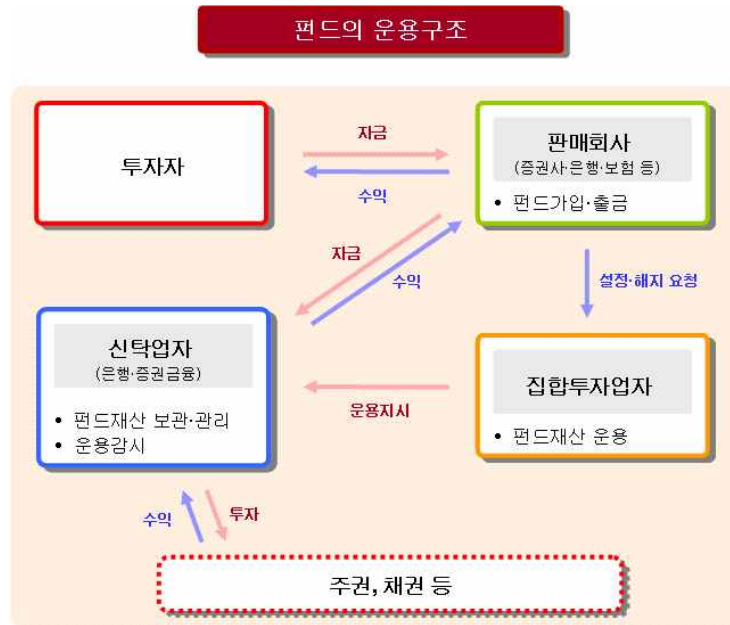 펀드의 운용구조
투자자
자금
수익
판매회사
(증권사·은행·보험 등)
• 펀드가입·출금
자금
수익
설정·해지 요청
신탁업자
(은행·증권금융)
• 펀드재산 보관·관리
• 운용감시
운용지시
집합투자업자
• 펀드재산 운용
수익
투자
주권, 채권 등